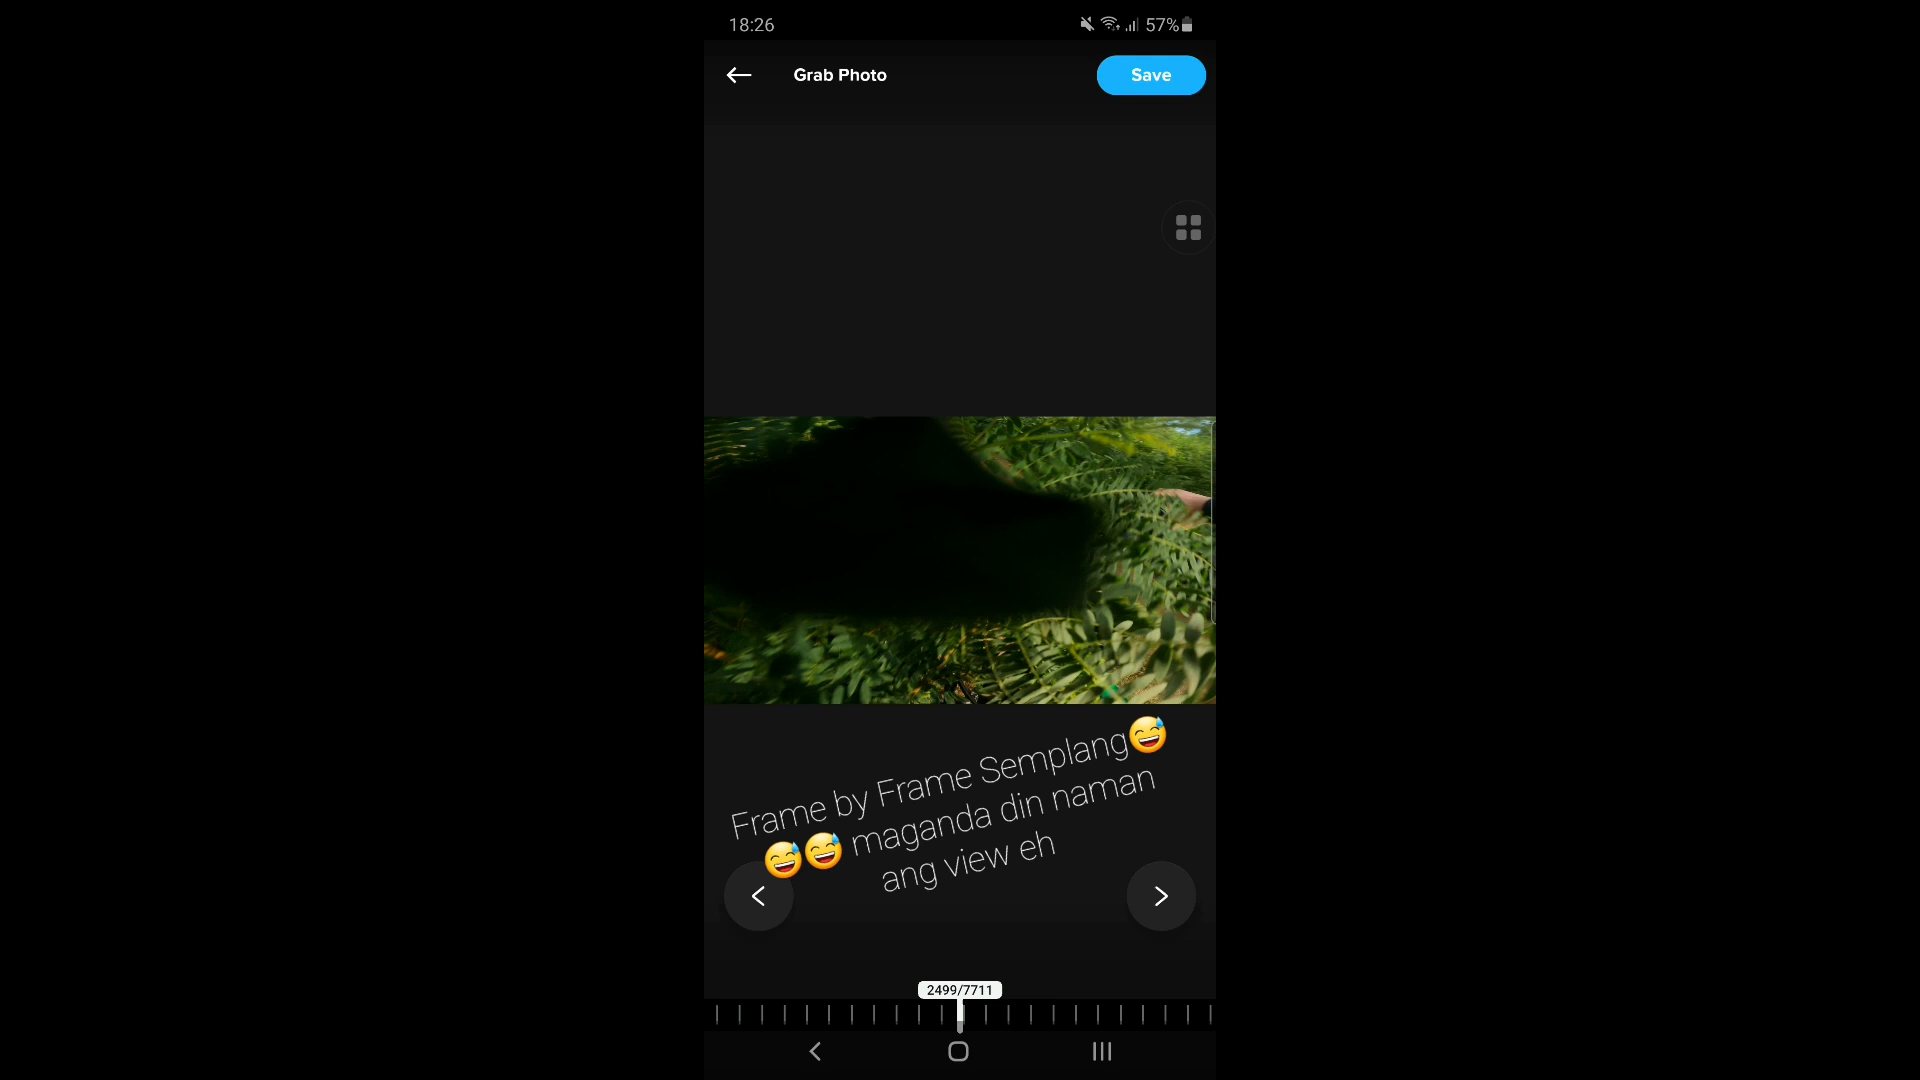 18:26
57%
Grab Photo
Save
Frame by Frame Semplang😅
😅😅 maganda din naman
ang view eh
2499/7711